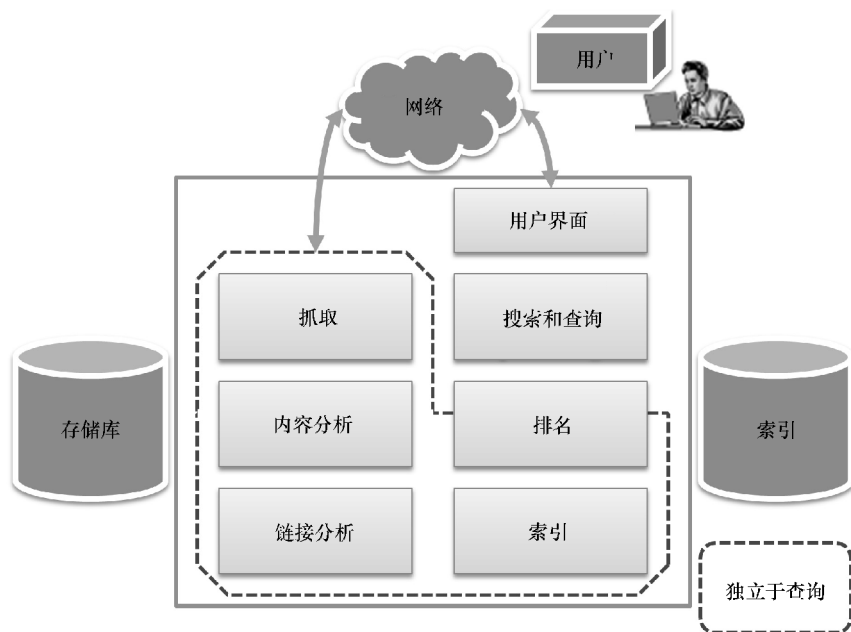 用户
网络
用户界面
抓取
搜索和查询
存储库
内容分析
排名
索引
链接分析
索引
独立于查询